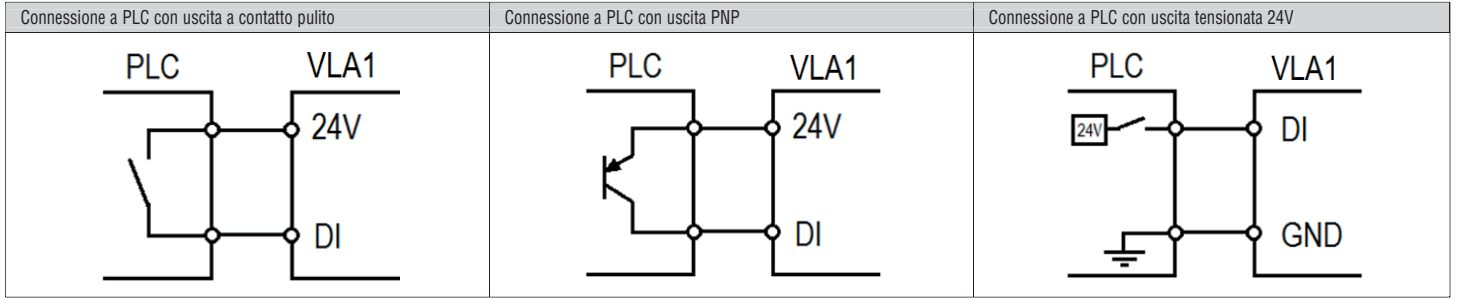 Connessione a PLC con uscita a contatto pulito
PLC VLA1
24V
DI
Connessione a PLC con uscita PNP
PLC VLA1
24V
DI
Connessione a PLC con uscita tensionata 24V
PLC VLA1
24V DI
GND